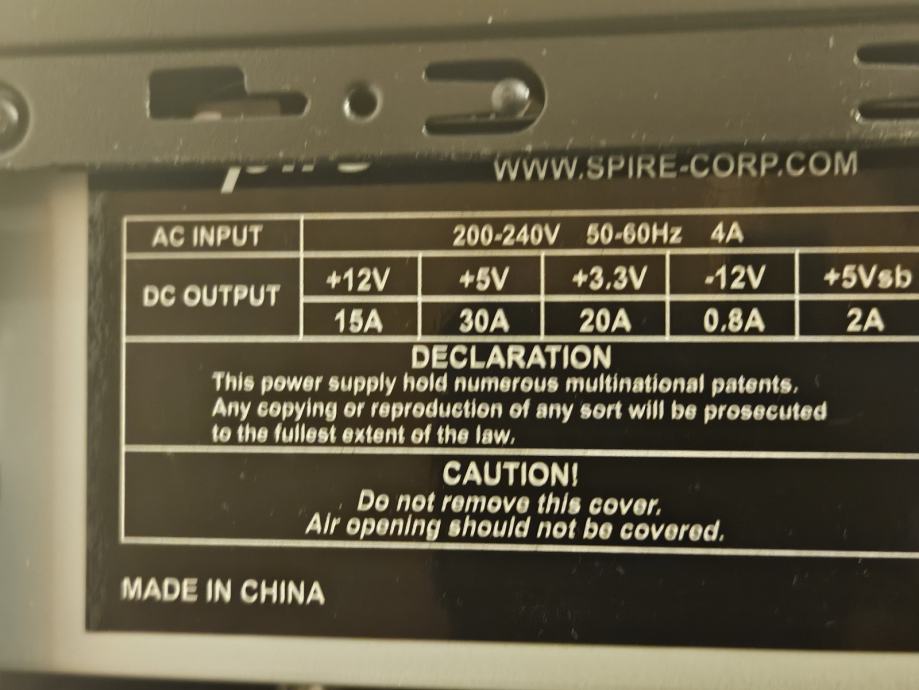 WWW.SPIRE-CORP.COM
AC INPUT 200-240V 50-60Hz 4A
DC OUTPUT +12V +5V +3.3V -12V +5Vsb
15A 30A 20A 0.8A 2A
DECLARATION
This power supply hold numerous multinational patents.
Any copying or reproduction of any sort will be prosecuted
to the fullest extent of the law.
CAUTION!
Do not remove this cover.
Air opening should not be covered.
MADE IN CHINA